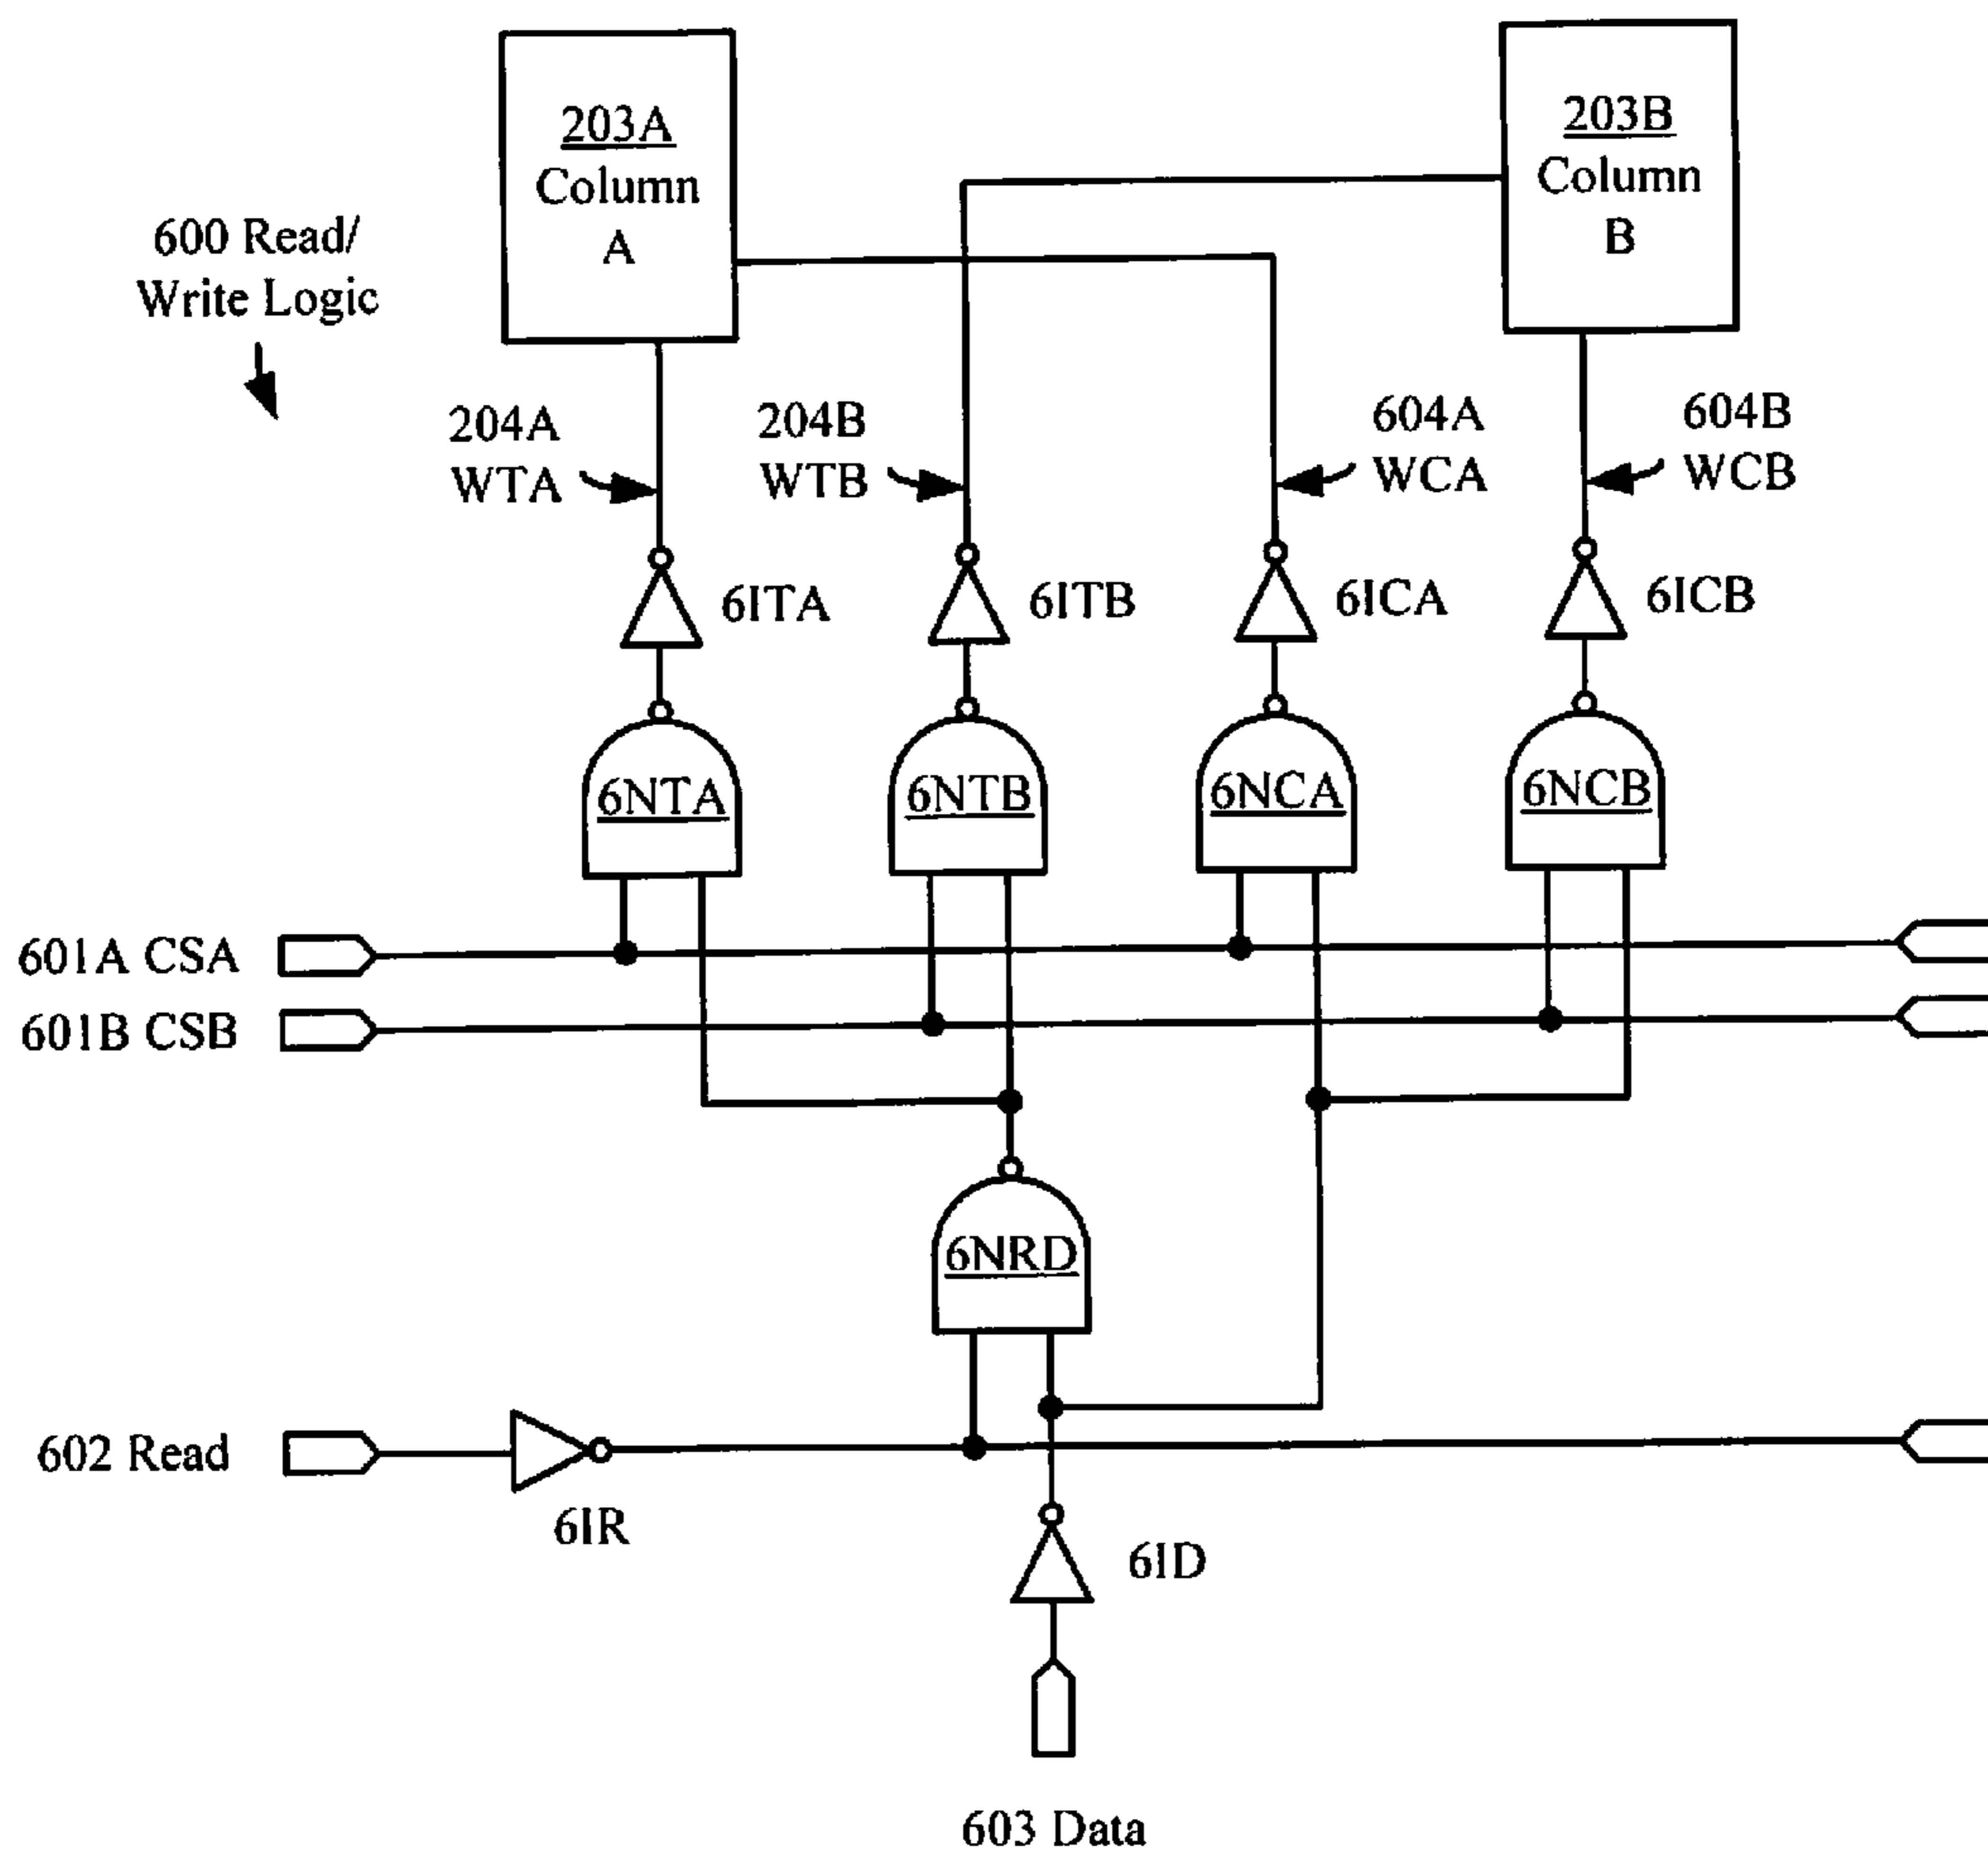 203A
Column
A
203B
Column
B
600 Read/
Write Logic
204A
WTA
204B
WTB
604A
WCA
604B
WCB
6ITA
6ITB
6ICA
6ICB
6NTA
6NTB
6NCA
6NCB
601A CSA
601B CSB
6NRD
602 Read
6IR
6ID
603 Data